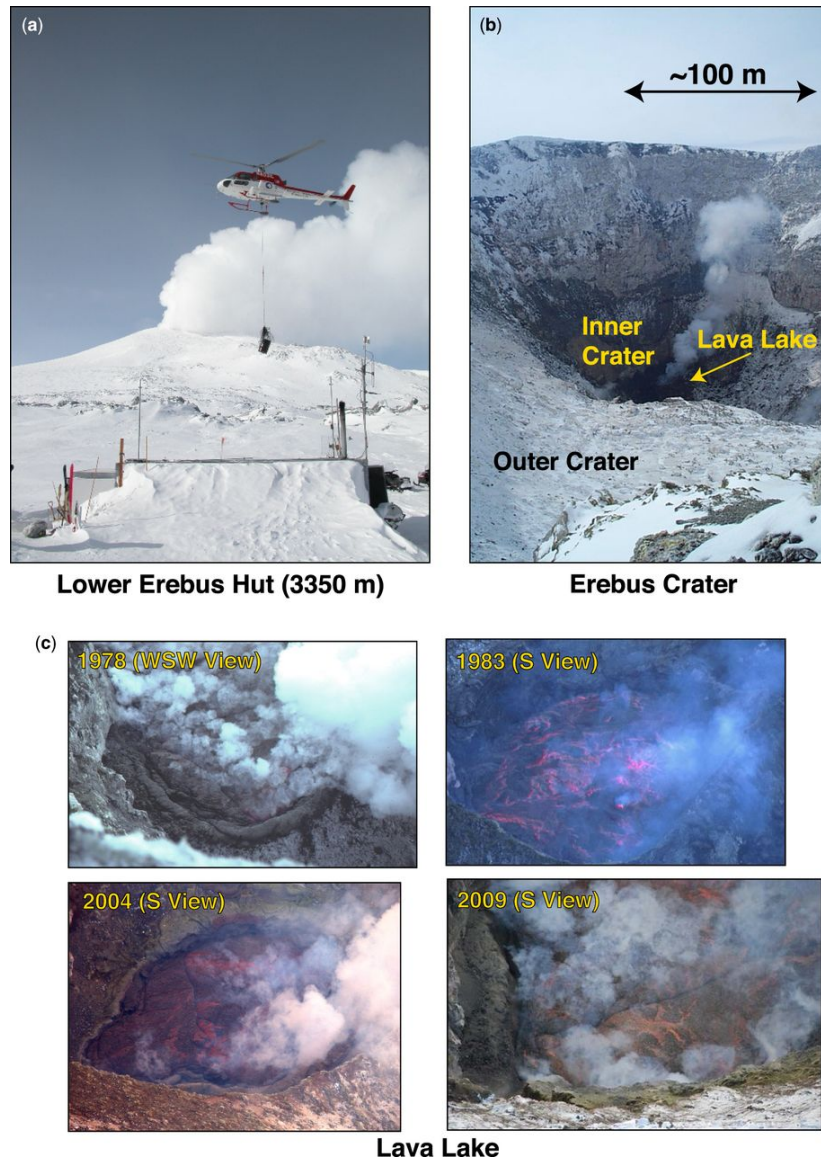 (a)
Lower Erebus Hut (3350 m)
(b)
~100 m
Inner
Crater
Lava Lake
Outer Crater
Erebus Crater
(c)
1978 (WSW View)
1983 (S View)
2004 (S View)
2009 (S View)
Lava Lake